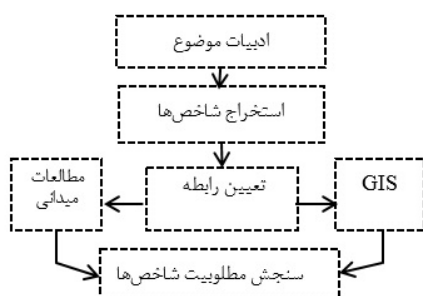 ادبیات موضوع
استخراج شاخص‌ها
تعیین رابطه
GIS
مطالعات
میدانی
سنجش مطلوبیت شاخص‌ها